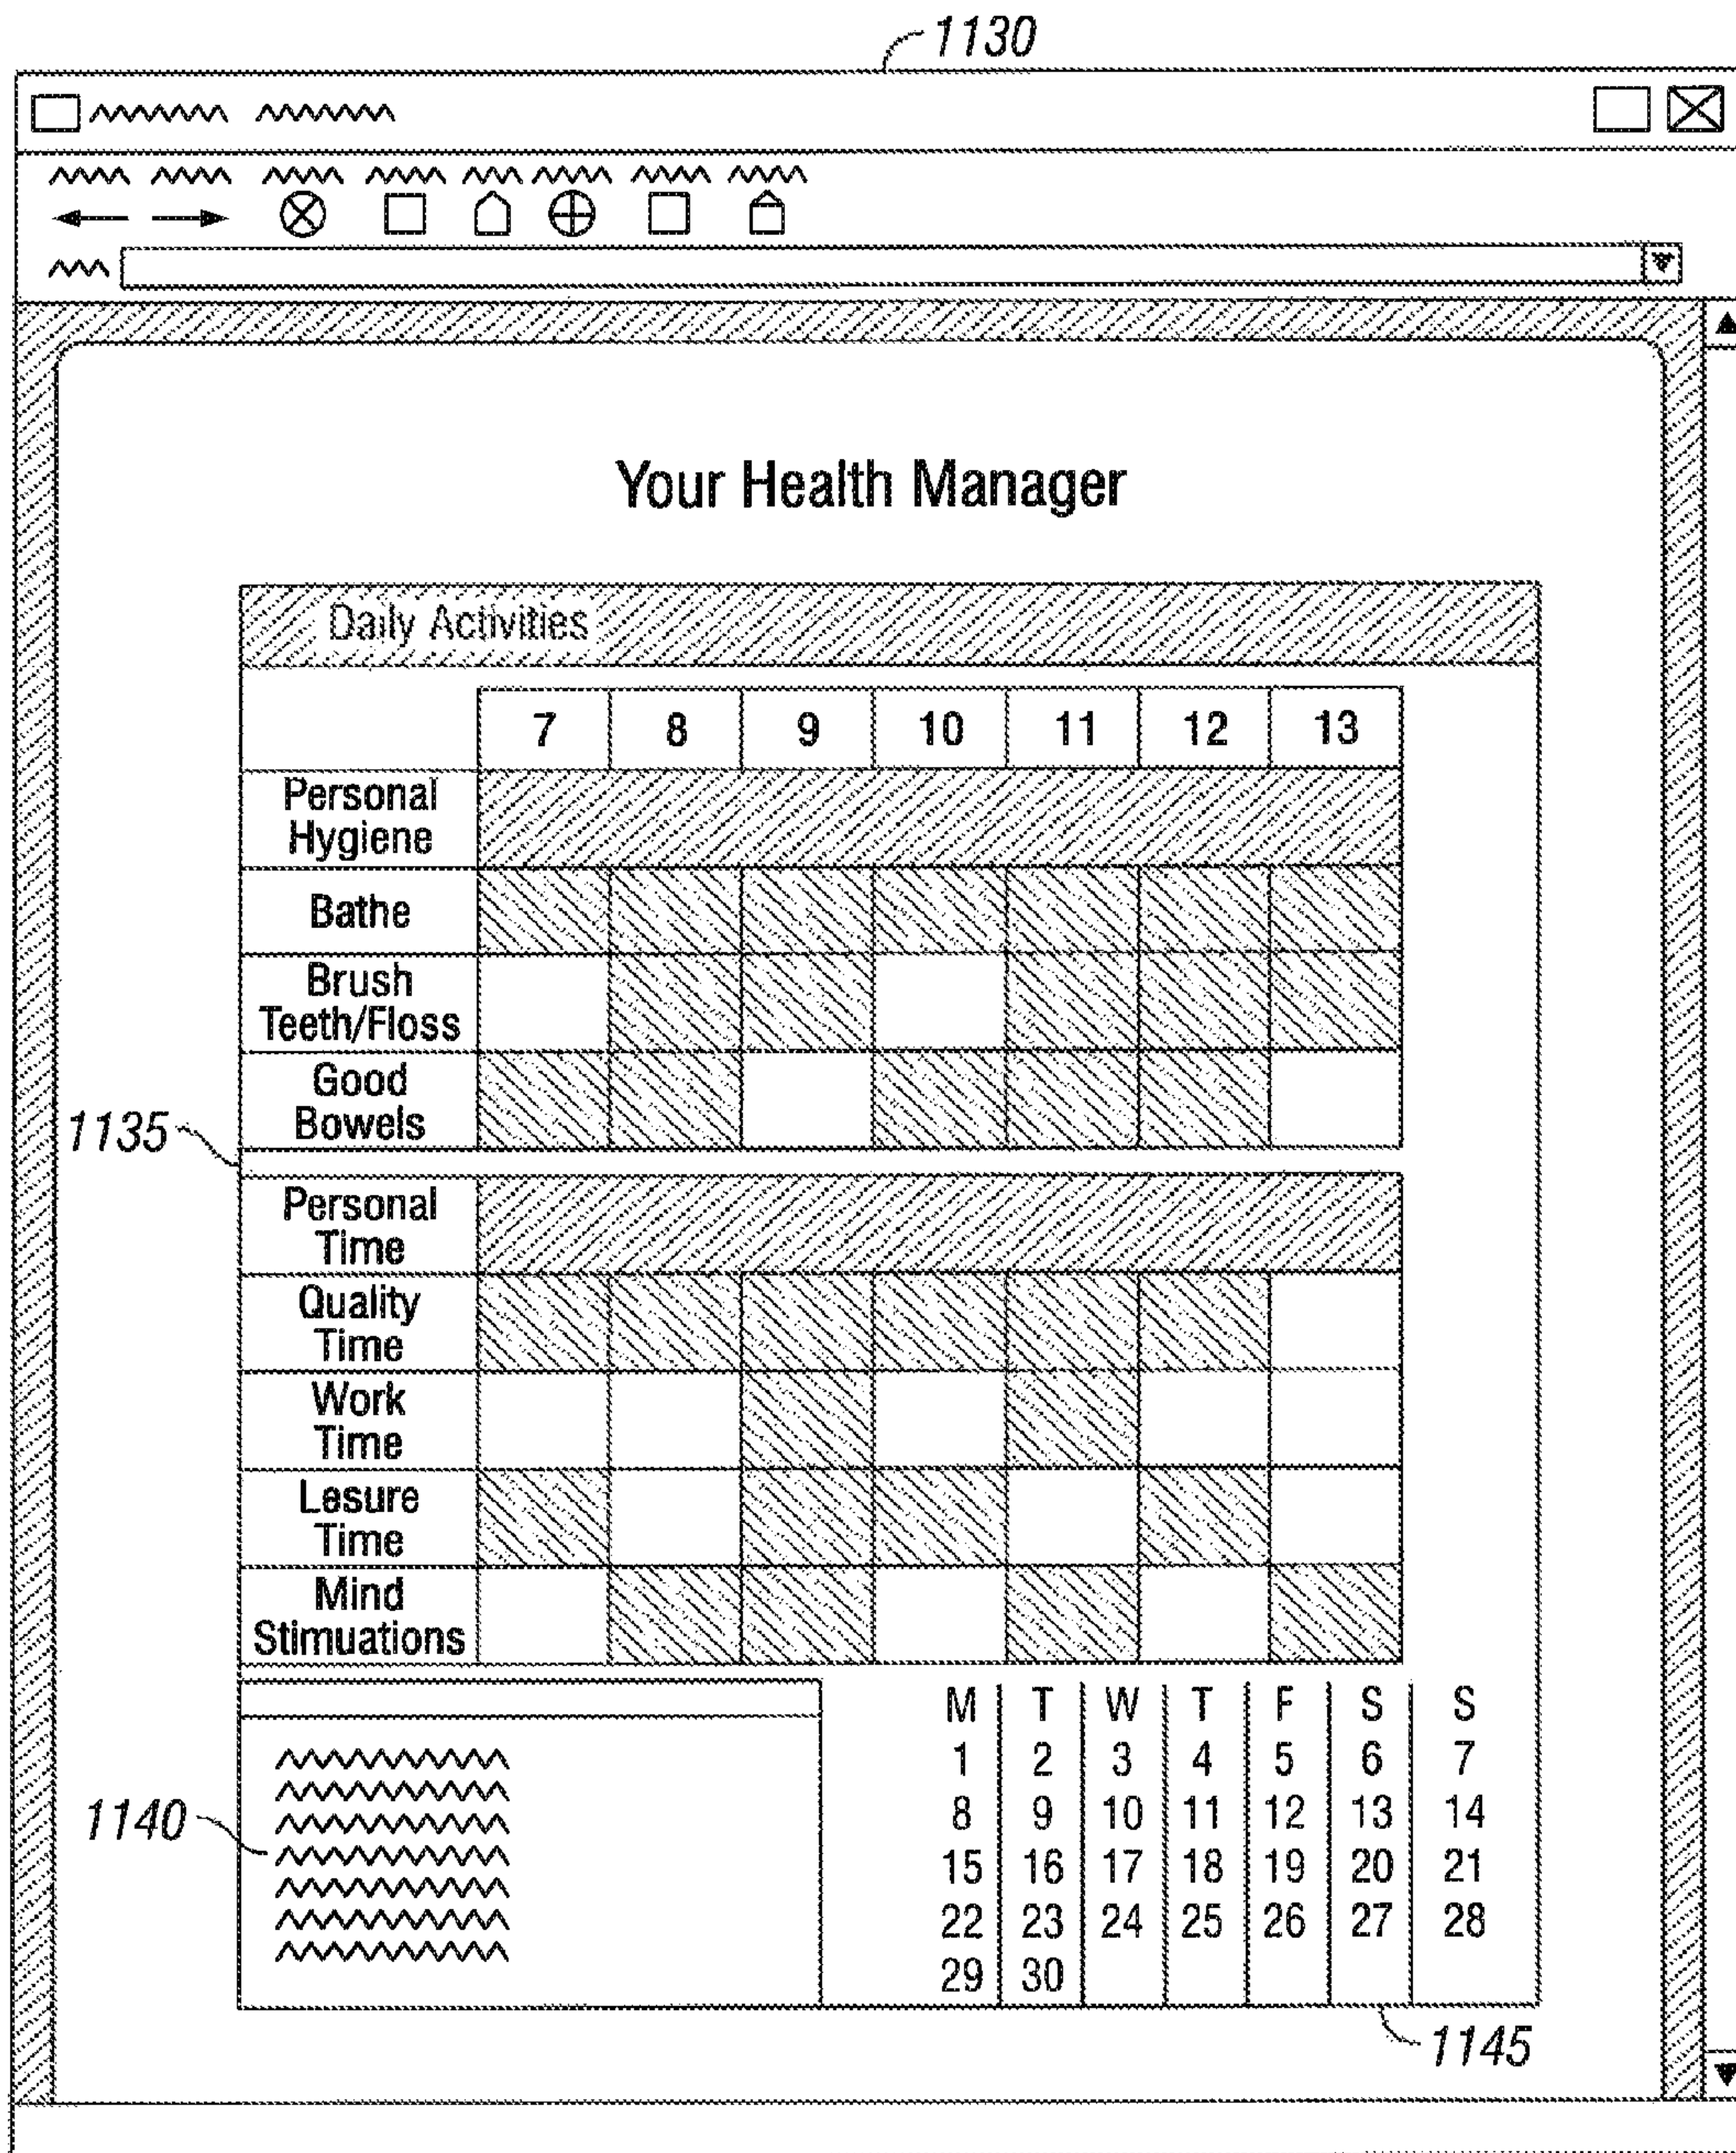 1130
Your Health Manager
Daily Activities
7 8 9 10 11 12 13
Personal
Hygiene
Bathe
Brush
Teeth/Floss
Good
Bowels
1135
Personal
Time
Quality
Time
Work
Time
Lesure
Time
Mind
Stimuations
1140
M T W T F S S
1 2 3 4 5 6 7
8 9 10 11 12 13 14
15 16 17 18 19 20 21
22 23 24 25 26 27 28
29 30
1145